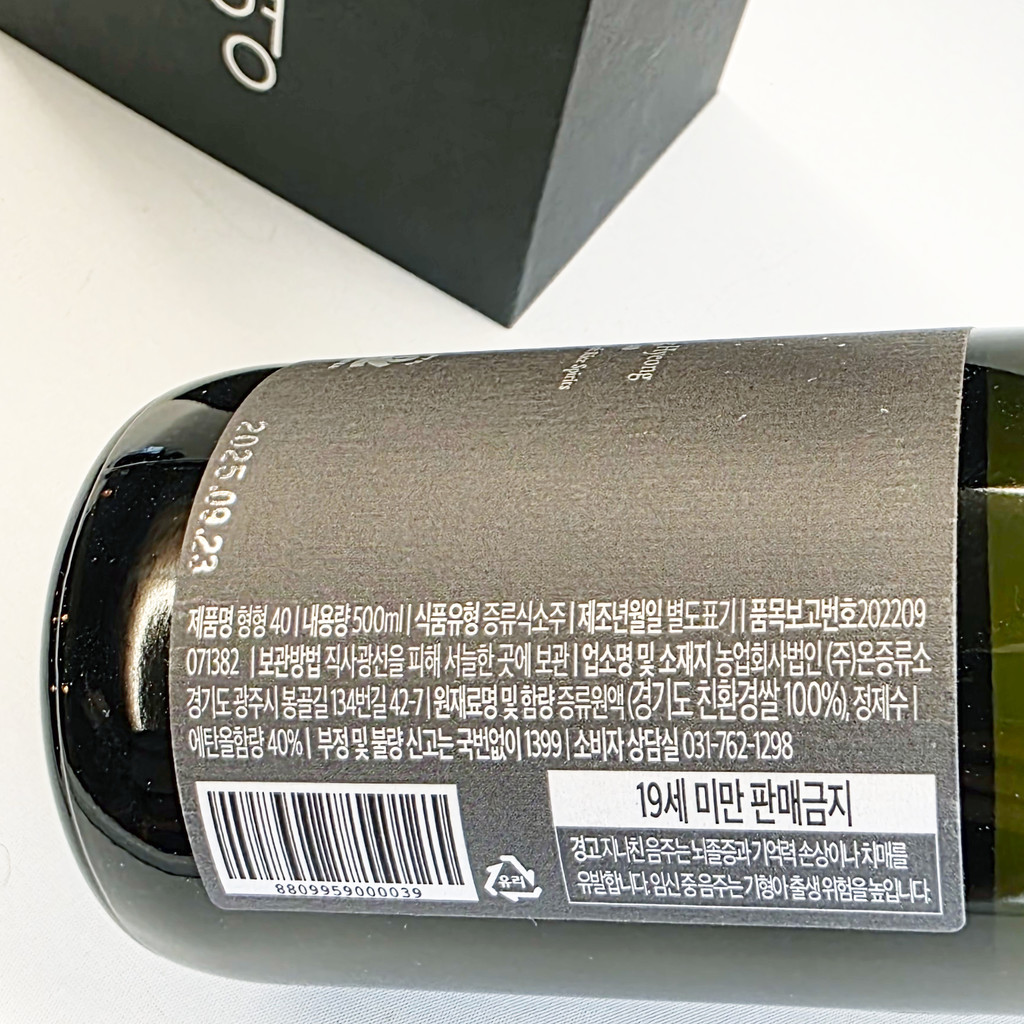 STO
Hyeong
Rice Spirits
2025.09.23
제품명 형형 40 | 내용량 500ml | 식품유형 증류식소주 | 제조년월일 별도표기 | 품목보고번호202209
071382 | 보관방법 직사광선을 피해 서늘한 곳에 보관 | 업소명 및 소재지 농업회사법인 (주)온증류소
경기도 광주시 봉골길 134번길 42-7 | 원재료명 및 함량 증류원액 (경기도 친환경쌀 100%), 정제수 |
에탄올함량 40% | 부정 및 불량 신고는 국번없이 1399 | 소비자 상담실 031-762-1298
8809959000039
유리
19세 미만 판매금지
경고: 지나친 음주는 뇌졸중과 기억력 손상이나 치매를
유발합니다. 임신 중 음주는 기형아 출생 위험을 높입니다.